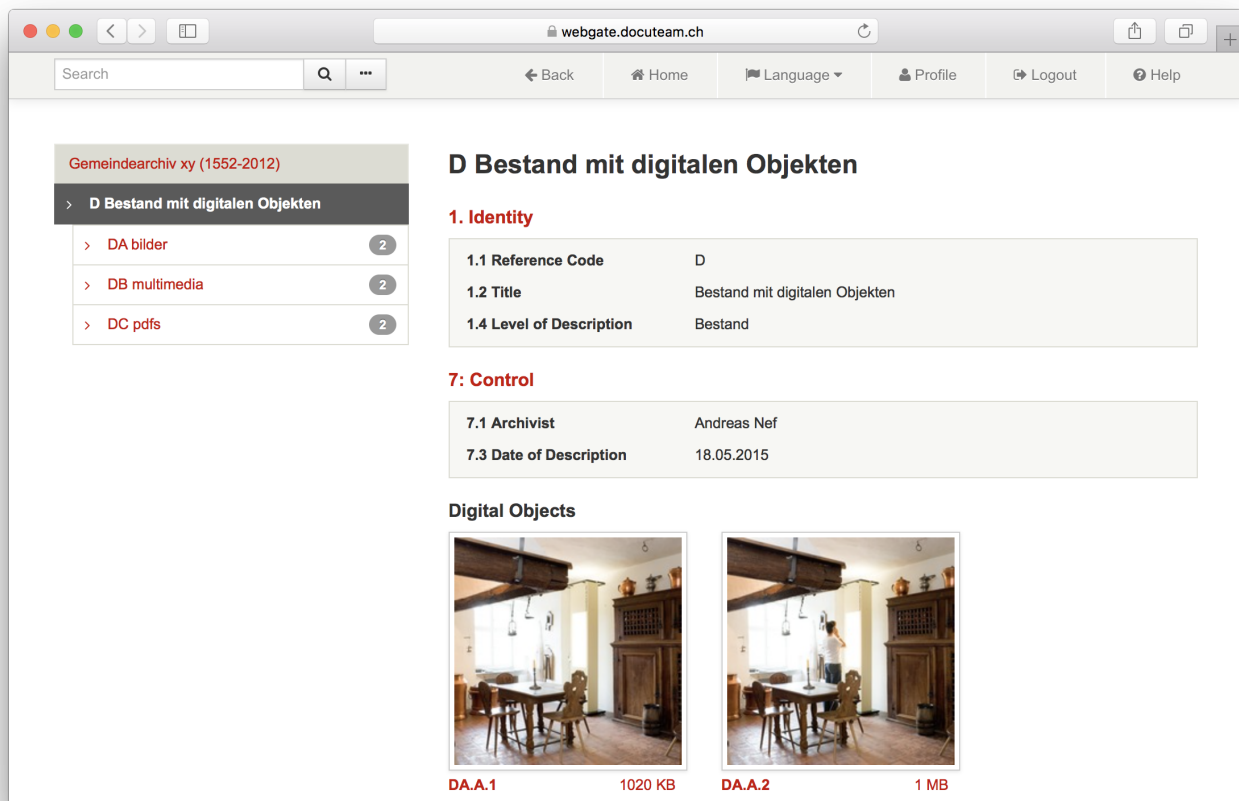 webgate.docuteam.ch
Search
Back Home Language Profile Logout Help
Gemeindearchiv xy (1552-2012)
D Bestand mit digitalen Objekten
DA bilder 2
DB multimedia 2
DC pdfs 2
D Bestand mit digitalen Objekten
1. Identity
1.1 Reference Code D
1.2 Title Bestand mit digitalen Objekten
1.4 Level of Description Bestand
7: Control
7.1 Archivist Andreas Nef
7.3 Date of Description 18.05.2015
Digital Objects
DA.A.1 1020 KB
DA.A.2 1 MB